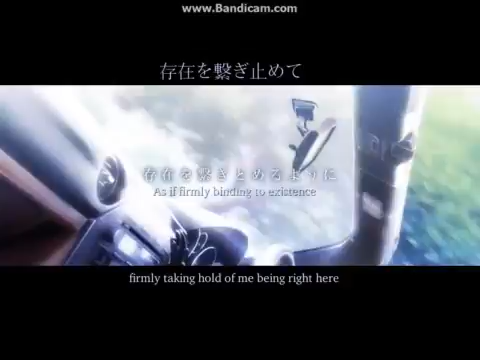 www.Bandicam.com
存在を繋ぎ止めて
存在を繋ぎとめるように
As if firmly binding to existence
firmly taking hold of me being right here